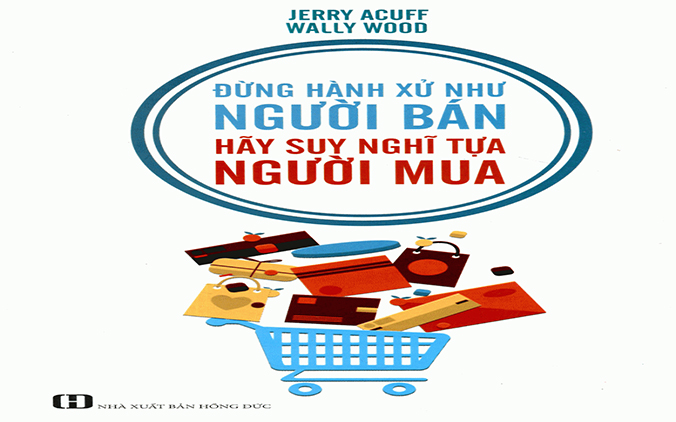 JERRY ACUFF
WALLY WOOD
ĐỪNG HÀNH XỬ NHƯ
NGƯỜI BÁN
HÃY SUY NGHĨ TỰA
NGƯỜI MUA
NHÀ XUẤT BẢN HỒNG ĐỨC